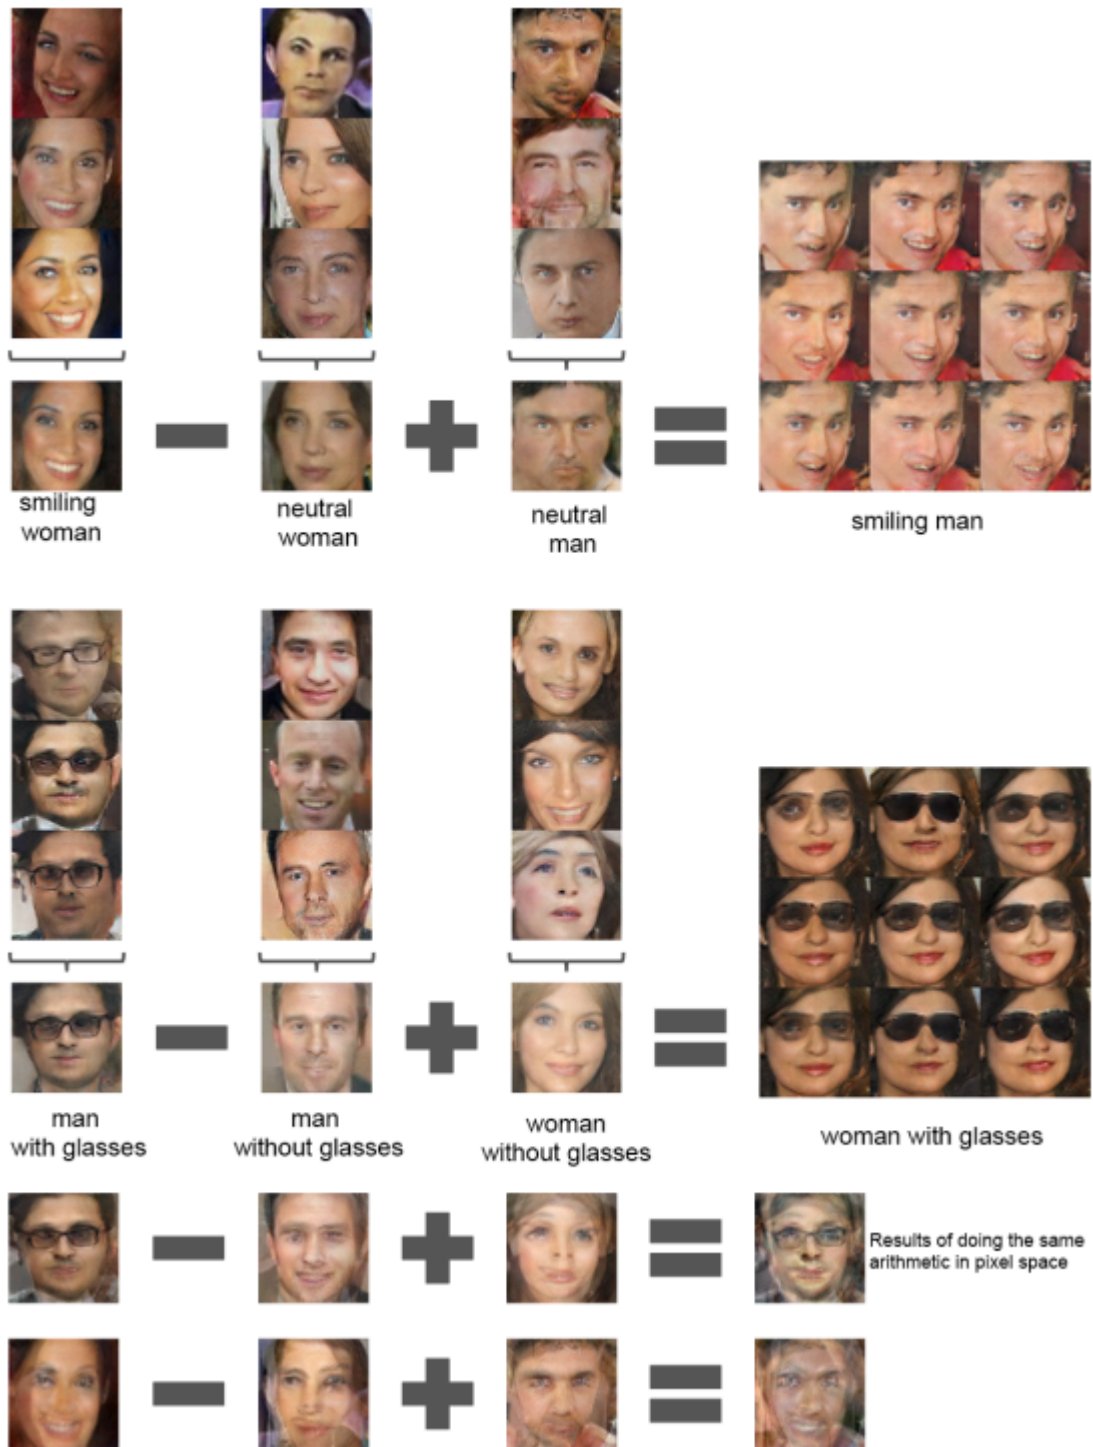 smiling
woman
neutral
woman
neutral
man
smiling man
man
with glasses
man
without glasses
woman
without glasses
woman with glasses
Results of doing the same
arithmetic in pixel space